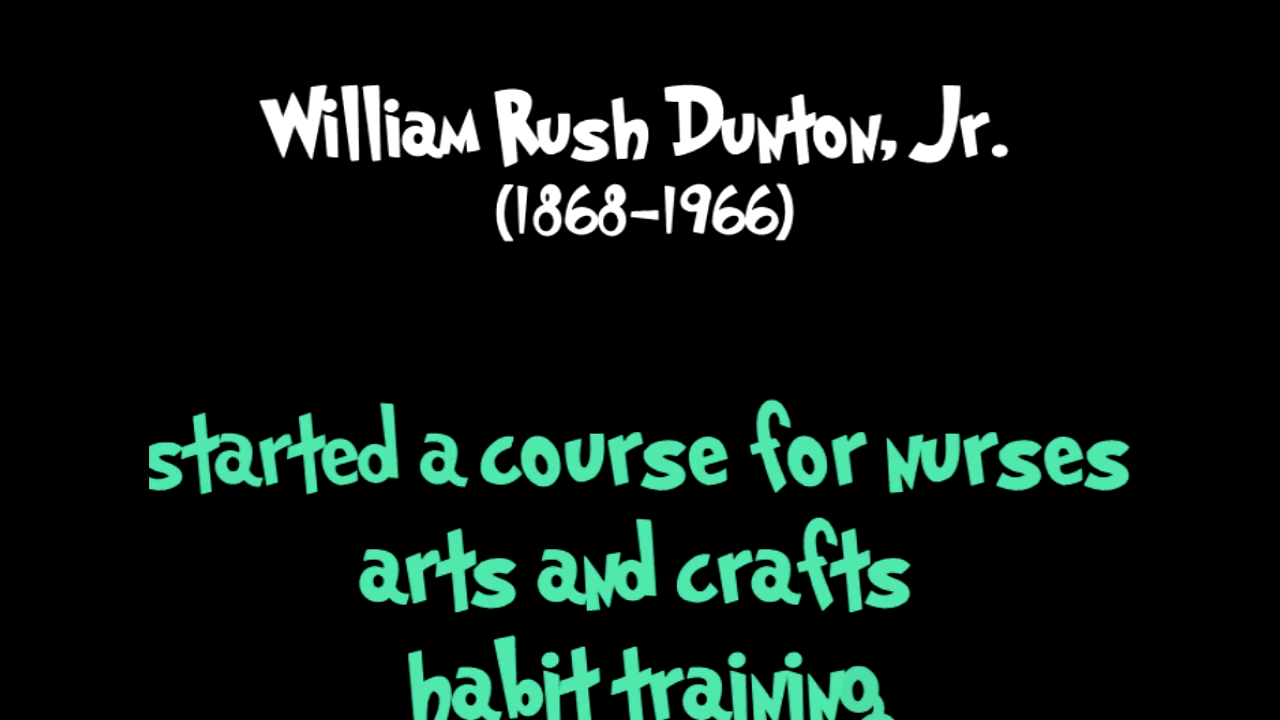 William Rush Dunton, Jr.
(1868-1966)
started a course for nurses
arts and crafts
habit training